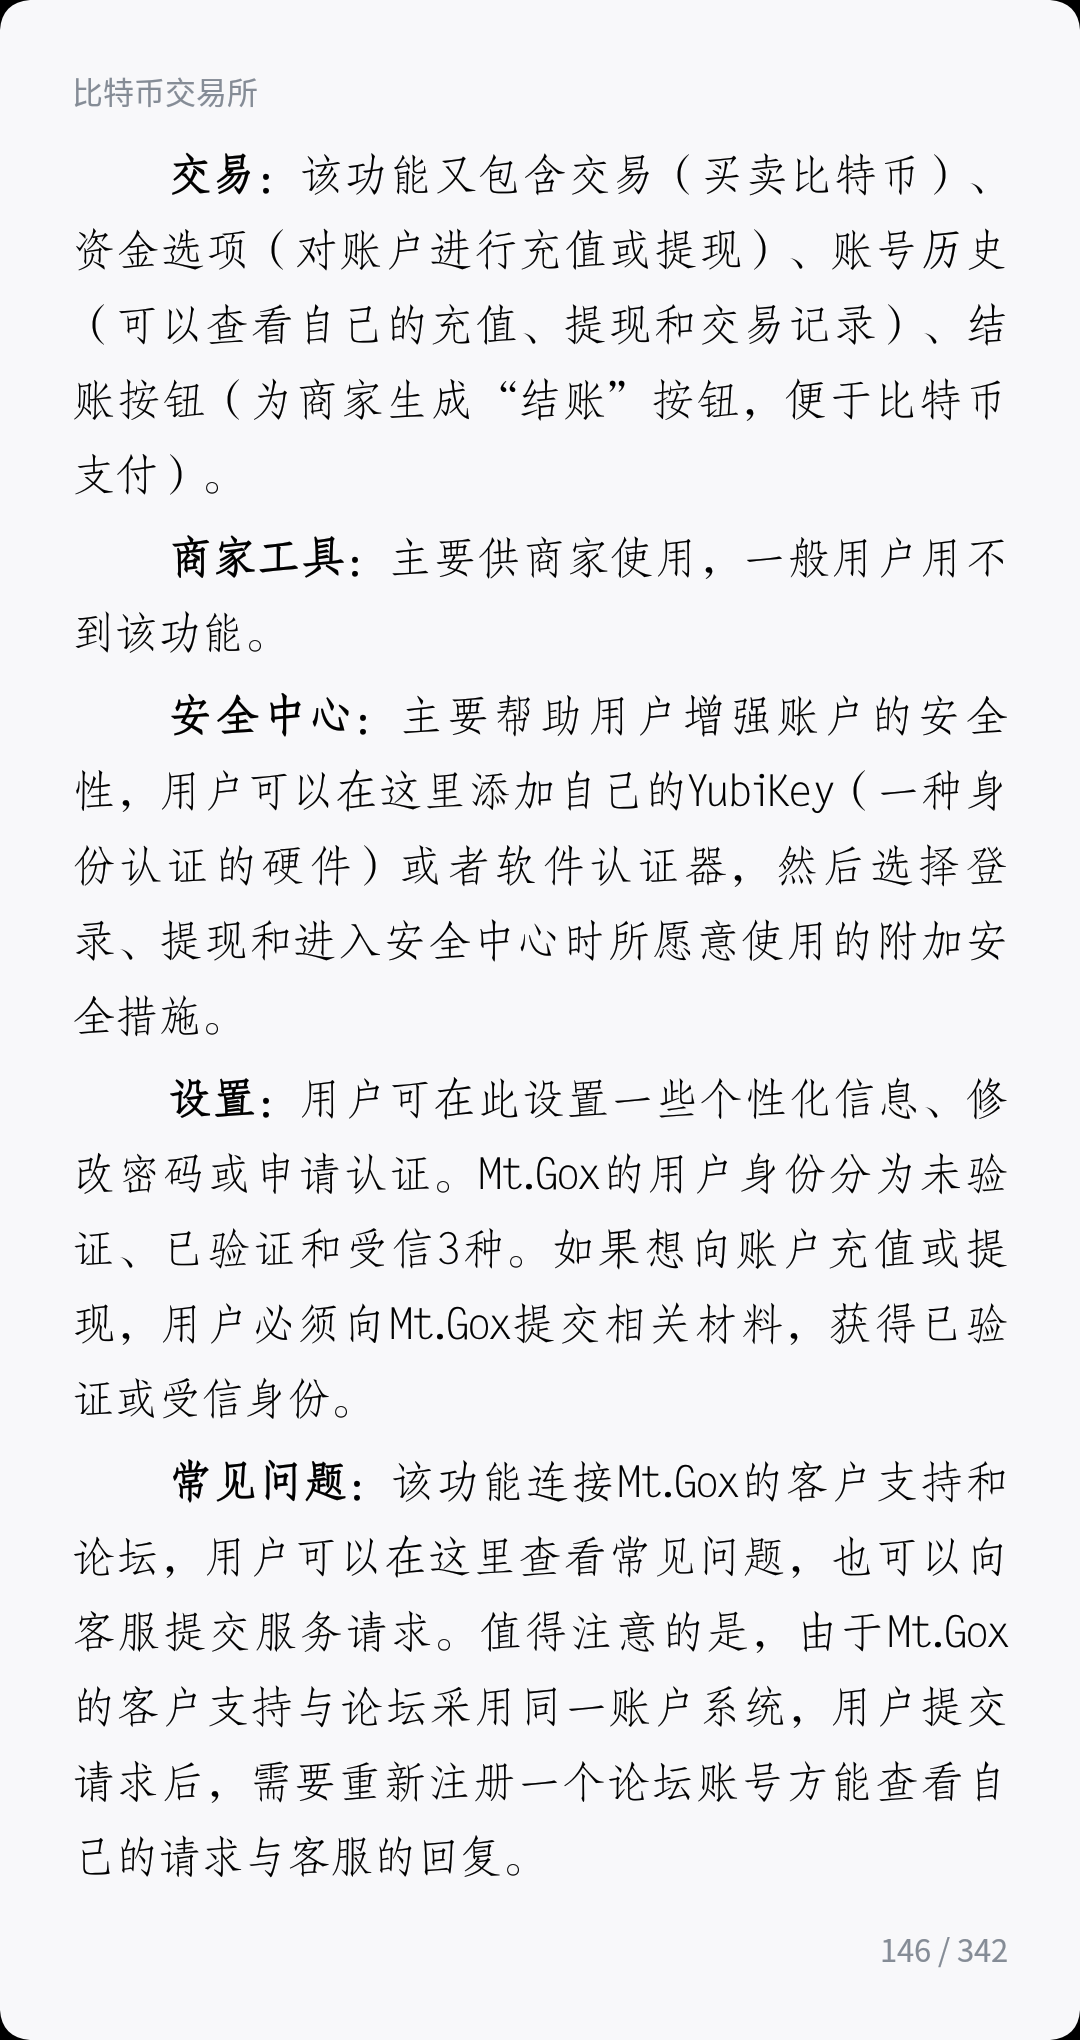 比特币交易所
交易：该功能又包含交易（买卖比特币）、
资金选项（对账户进行充值或提现）、账号历史
（可以查看自己的充值、提现和交易记录）、结
账按钮（为商家生成“结账”按钮，便于比特币
支付）。
商家工具：主要供商家使用，一般用户用不
到该功能。
安全中心：主要帮助用户增强账户的安全
性，用户可以在这里添加自己的YubiKey（一种身
份认证的硬件）或者软件认证器，然后选择登
录、提现和进入安全中心时所愿意使用的附加安
全措施。
设置：用户可在此设置一些个性化信息、修
改密码或申请认证。Mt.Gox的用户身份分为未验
证、已验证和受信3种。如果想向账户充值或提
现，用户必须向Mt.Gox提交相关材料，获得已验
证或受信身份。
常见问题：该功能连接Mt.Gox的客户支持和
论坛，用户可以在这里查看常见问题，也可以向
客服提交服务请求。值得注意的是，由于Mt.Gox
的客户支持与论坛采用同一账户系统，用户提交
请求后，需要重新注册一个论坛账号方能查看自
己的请求与客服的回复。
146 / 342